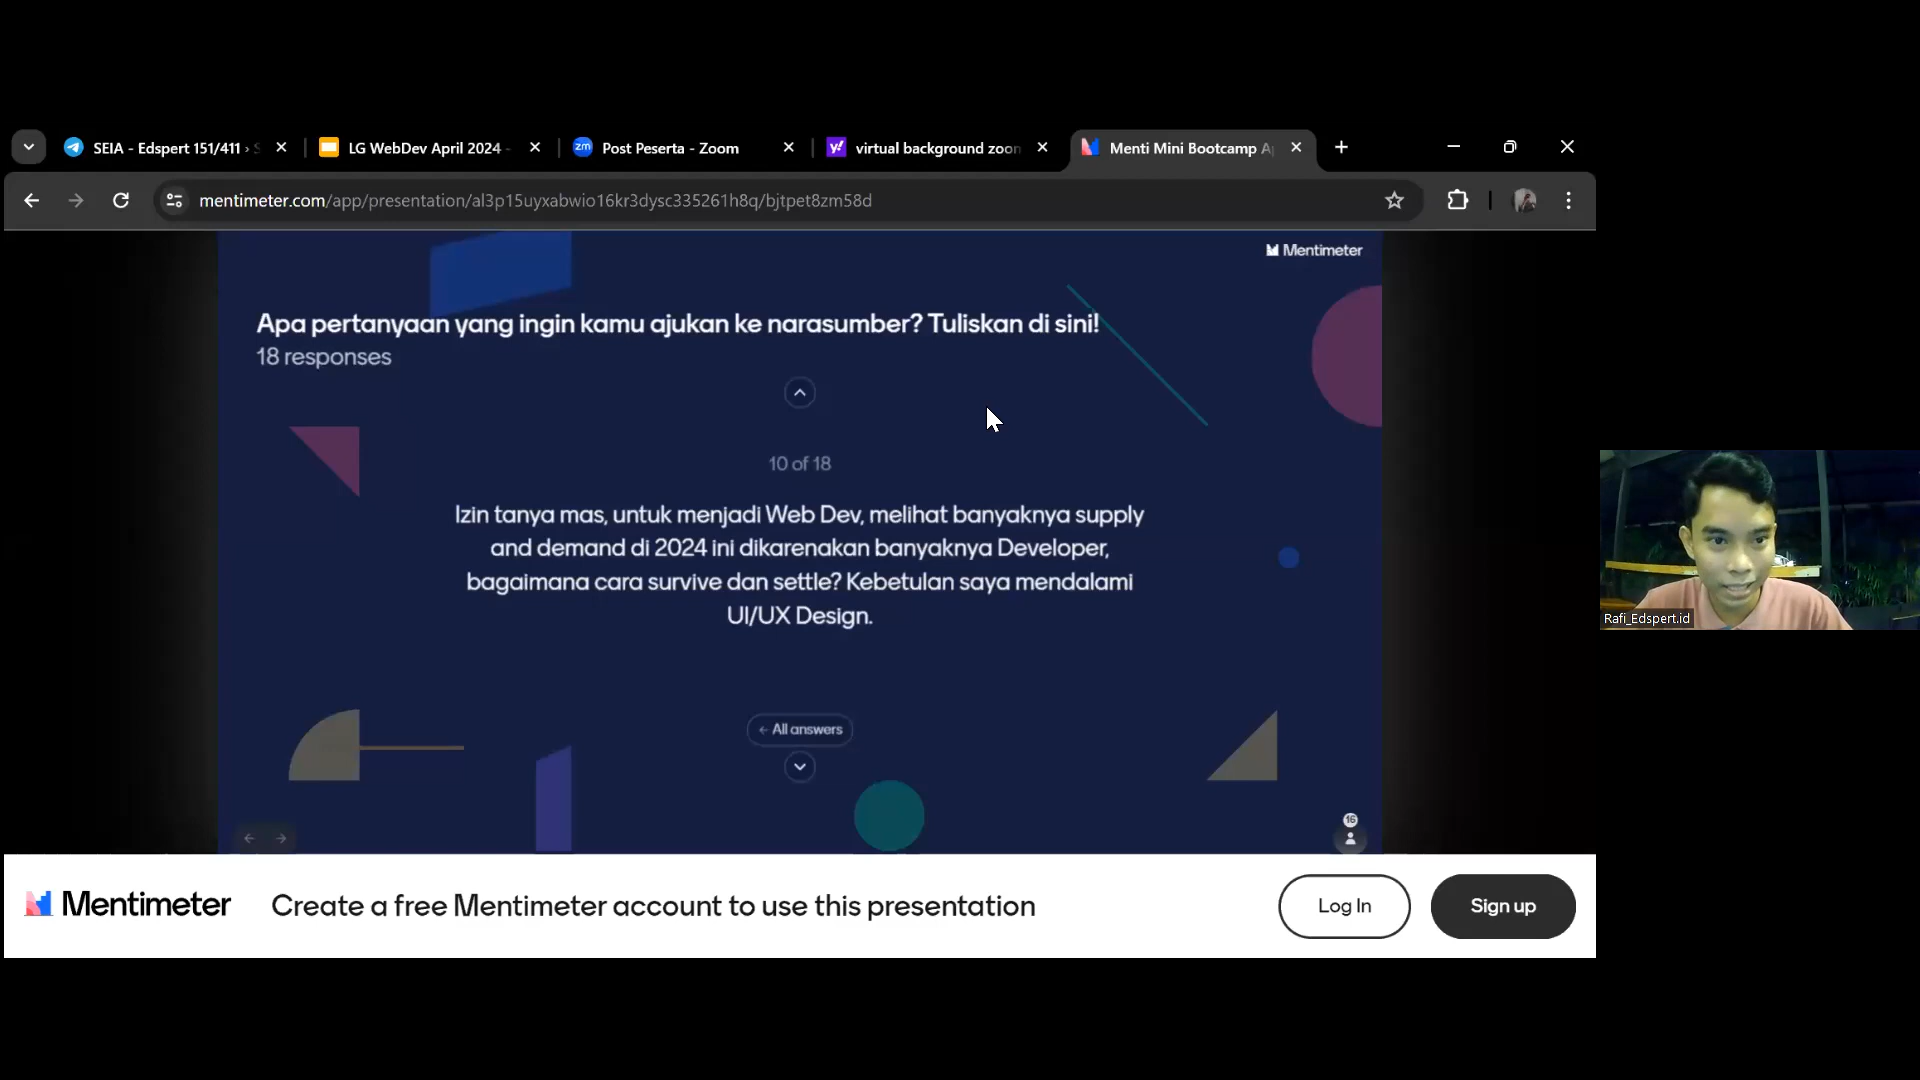 SEIA - Edspert 151/411 ›
LG WebDev April 2024 -
zm
Post Peserta - Zoom
y!
virtual background zoon
Menti Mini Bootcamp A
mentimeter.com/app/presentation/al3p15uyxabwio16kr3dysc335261h8q/bjtpet8zm58d
Mentimeter
Apa pertanyaan yang ingin kamu ajukan ke narasumber? Tuliskan di sini!
18 responses
10 of 18
Izin tanya mas, untuk menjadi Web Dev, melihat banyaknya supply
and demand di 2024 ini dikarenakan banyaknya Developer,
bagaimana cara survive dan settle? Kebetulan saya mendalami
UI/UX Design.
← All answers
16
Rafi_Edspert.id
Mentimeter
Create a free Mentimeter account to use this presentation
Log In
Sign up